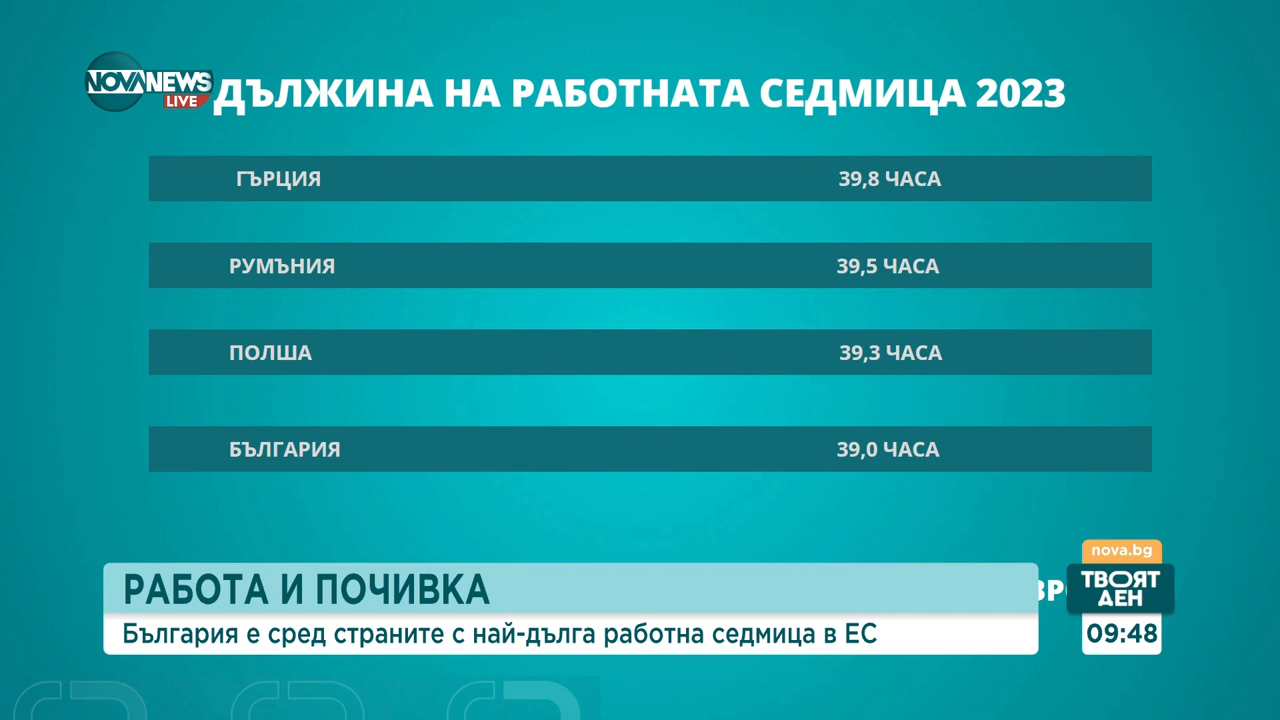 NOVANEWS
LIVE
ДЪЛЖИНА НА РАБОТНАТА СЕДМИЦА 2023
ГЪРЦИЯ 39,8 ЧАСА
РУМЪНИЯ 39,5 ЧАСА
ПОЛША 39,3 ЧАСА
БЪЛГАРИЯ 39,0 ЧАСА
РАБОТА И ПОЧИВКА
България е сред страните с най-дълга работна седмица в ЕС
nova.bg
ТВОЯТ
ДЕН
09:48